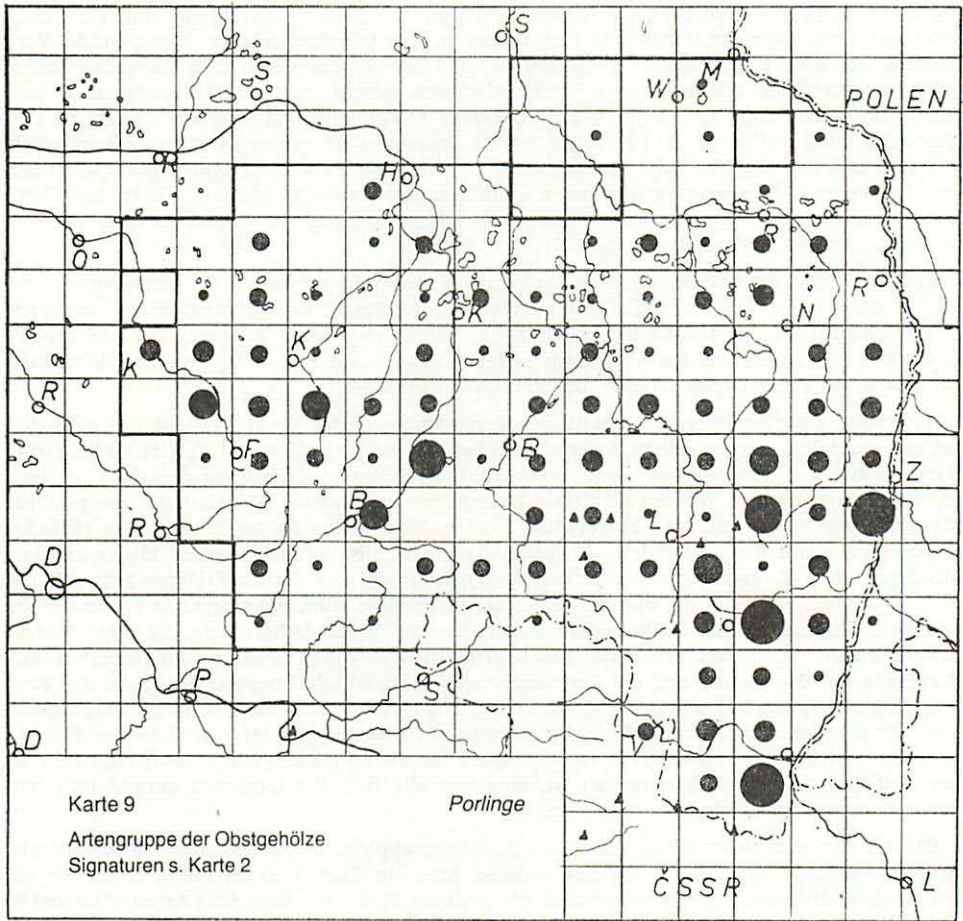 S
S
M
W
POLEN
R
H
R
O
R
K
N
K
K
R
F
B
Z
B
R
L
D
P
S
D
Karte 9
Porlinge
Artengruppe der Obstgehölze
Signaturen s. Karte 2
ČSSR
L